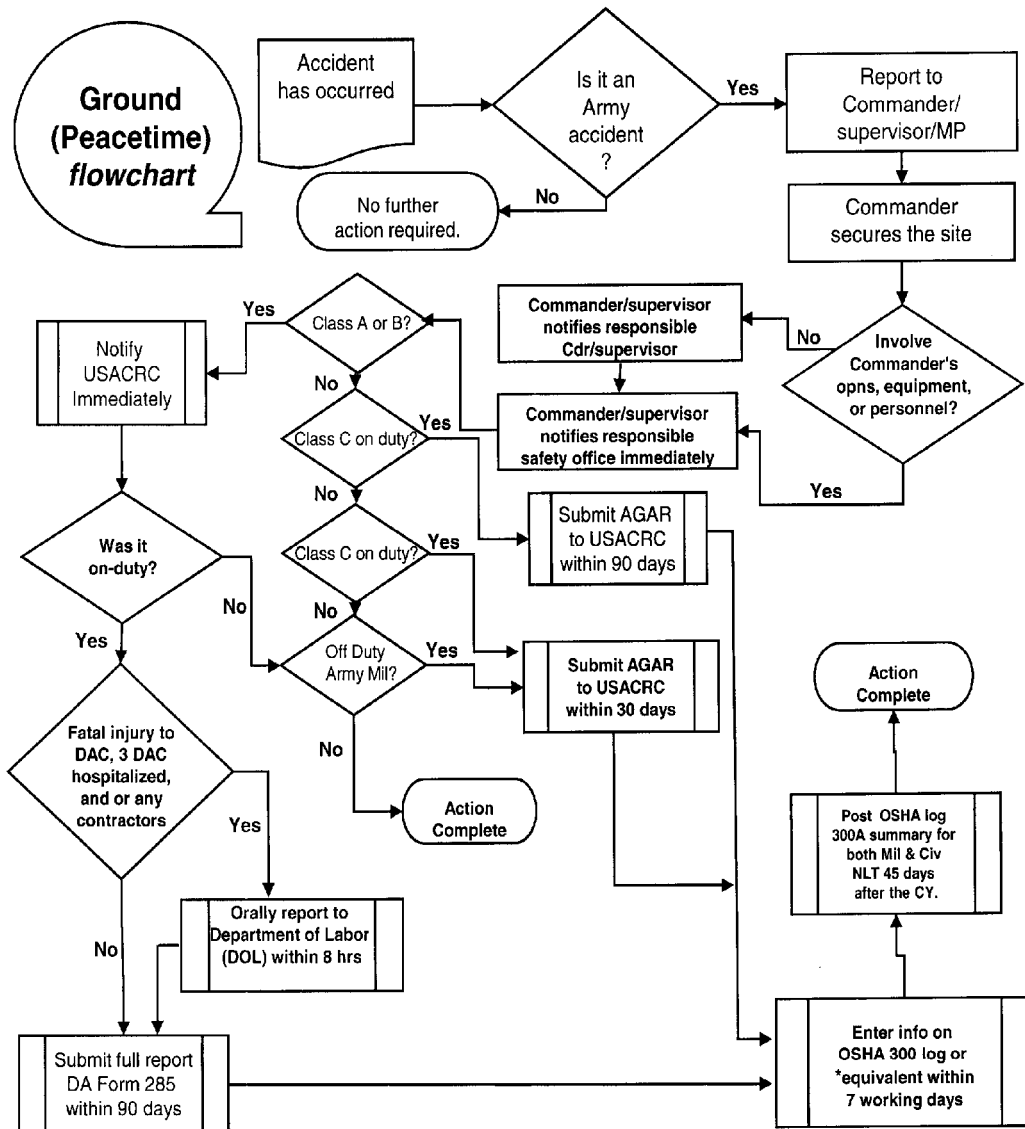 Ground
(Peacetime)
flowchart
Accident
has occurred
Is it an
Army
accident
?
Yes
Report to
Commander/
supervisor/MP
No
No further
action required.
Commander
secures the site
Yes
Class A or B?
Commander/supervisor
notifies responsible
Cdr/supervisor
No
Involve
Commander's
opns, equipment,
or personnel?
Notify
USACRC
Immediately
No
Class C on duty?
Yes
Commander/supervisor
notifies responsible
safety office immediately
Yes
No
Submit AGAR
to USACRC
within 90 days
Was it
on-duty?
Class C on duty?
Yes
No
No
Yes
Off Duty
Army Mil?
Yes
Submit AGAR
to USACRC
within 30 days
Action
Complete
Fatal injury to
DAC, 3 DAC
hospitalized,
and or any
contractors
No
Yes
Action
Complete
Post OSHA log
300A summary for
both Mil & Civ
NLT 45 days
after the CY.
Orally report to
Department of Labor
(DOL) within 8 hrs
No
Submit full report
DA Form 285
within 90 days
Enter info on
OSHA 300 log or
*equivalent within
7 working days